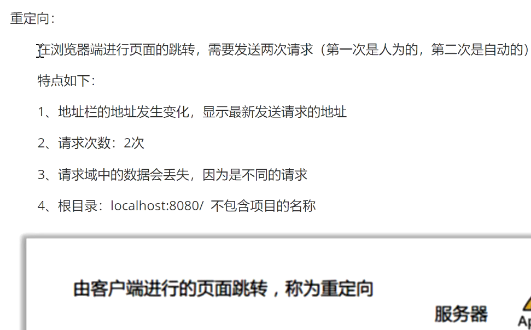 重定向：
在浏览器端进行页面的跳转，需要发送两次请求（第一次是人为的，第二次是自动的）
特点如下：
1、地址栏的地址发生变化，显示最新发送请求的地址
2、请求次数：2次
3、请求域中的数据会丢失，因为是不同的请求
4、根目录：localhost:8080/ 不包含项目的名称
由客户端进行的页面跳转，称为重定向
服务器